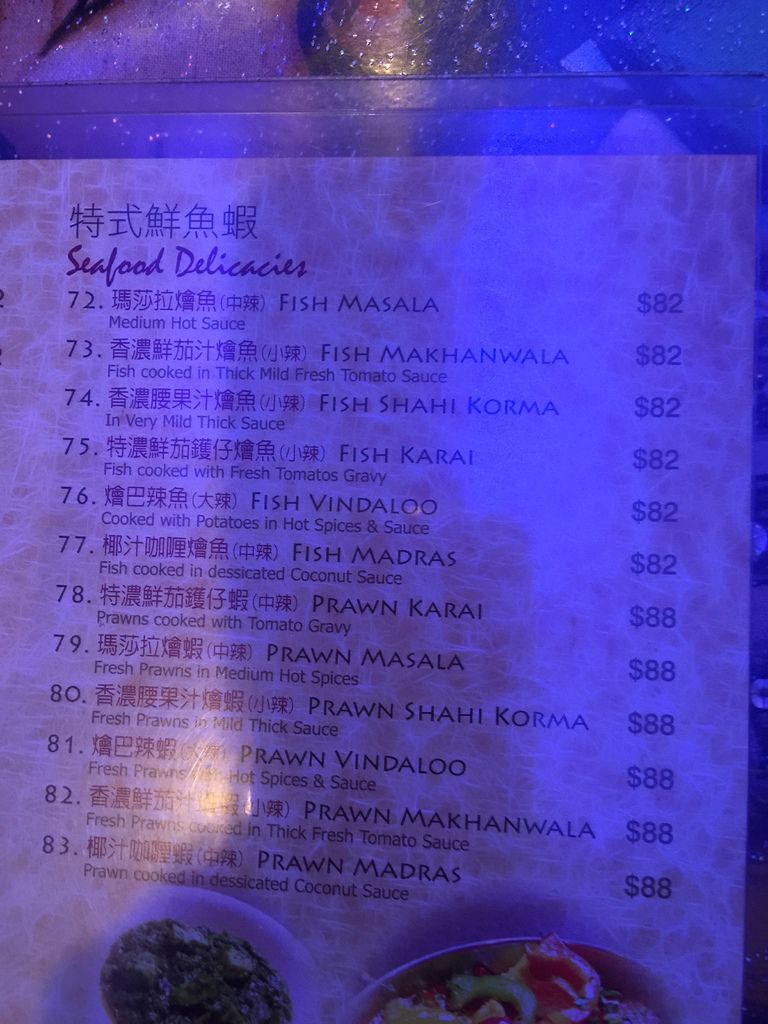 特式鮮魚蝦
Seafood Delicacies
72. 瑪莎拉燴魚(中辣) FISH MASALA $82
Medium Hot Sauce
73. 香濃鮮茄汁燴魚(小辣) FISH MAKHANWALA $82
Fish cooked in Thick Mild Fresh Tomato Sauce
74. 香濃腰果汁燴魚(小辣) FISH SHAHI KORMA $82
In Very Mild Thick Sauce
75. 特濃鮮茄鑊仔燴魚(小辣) FISH KARAI $82
Fish cooked with Fresh Tomatos Gravy
76. 燴巴辣魚(大辣) FISH VINDALOO $82
Cooked with Potatoes in Hot Spices & Sauce
77. 椰汁咖喱燴魚(中辣) FISH MADRAS $82
Fish cooked in dessicated Coconut Sauce
78. 特濃鮮茄鑊仔蝦(中辣) PRAWN KARAI $88
Prawns cooked with Tomato Gravy
79. 瑪莎拉燴蝦(中辣) PRAWN MASALA $88
Fresh Prawns in Medium Hot Spices
80. 香濃腰果汁燴蝦(小辣) PRAWN SHAHI KORMA $88
Fresh Prawns in Mild Thick Sauce
81. 燴巴辣蝦(大辣) PRAWN VINDALOO $88
Fresh Prawns with Hot Spices & Sauce
82. 香濃鮮茄汁燴蝦(小辣) PRAWN MAKHANWALA $88
Fresh Prawns cooked in Thick Fresh Tomato Sauce
83. 椰汁咖喱蝦(中辣) PRAWN MADRAS $88
Prawn cooked in dessicated Coconut Sauce